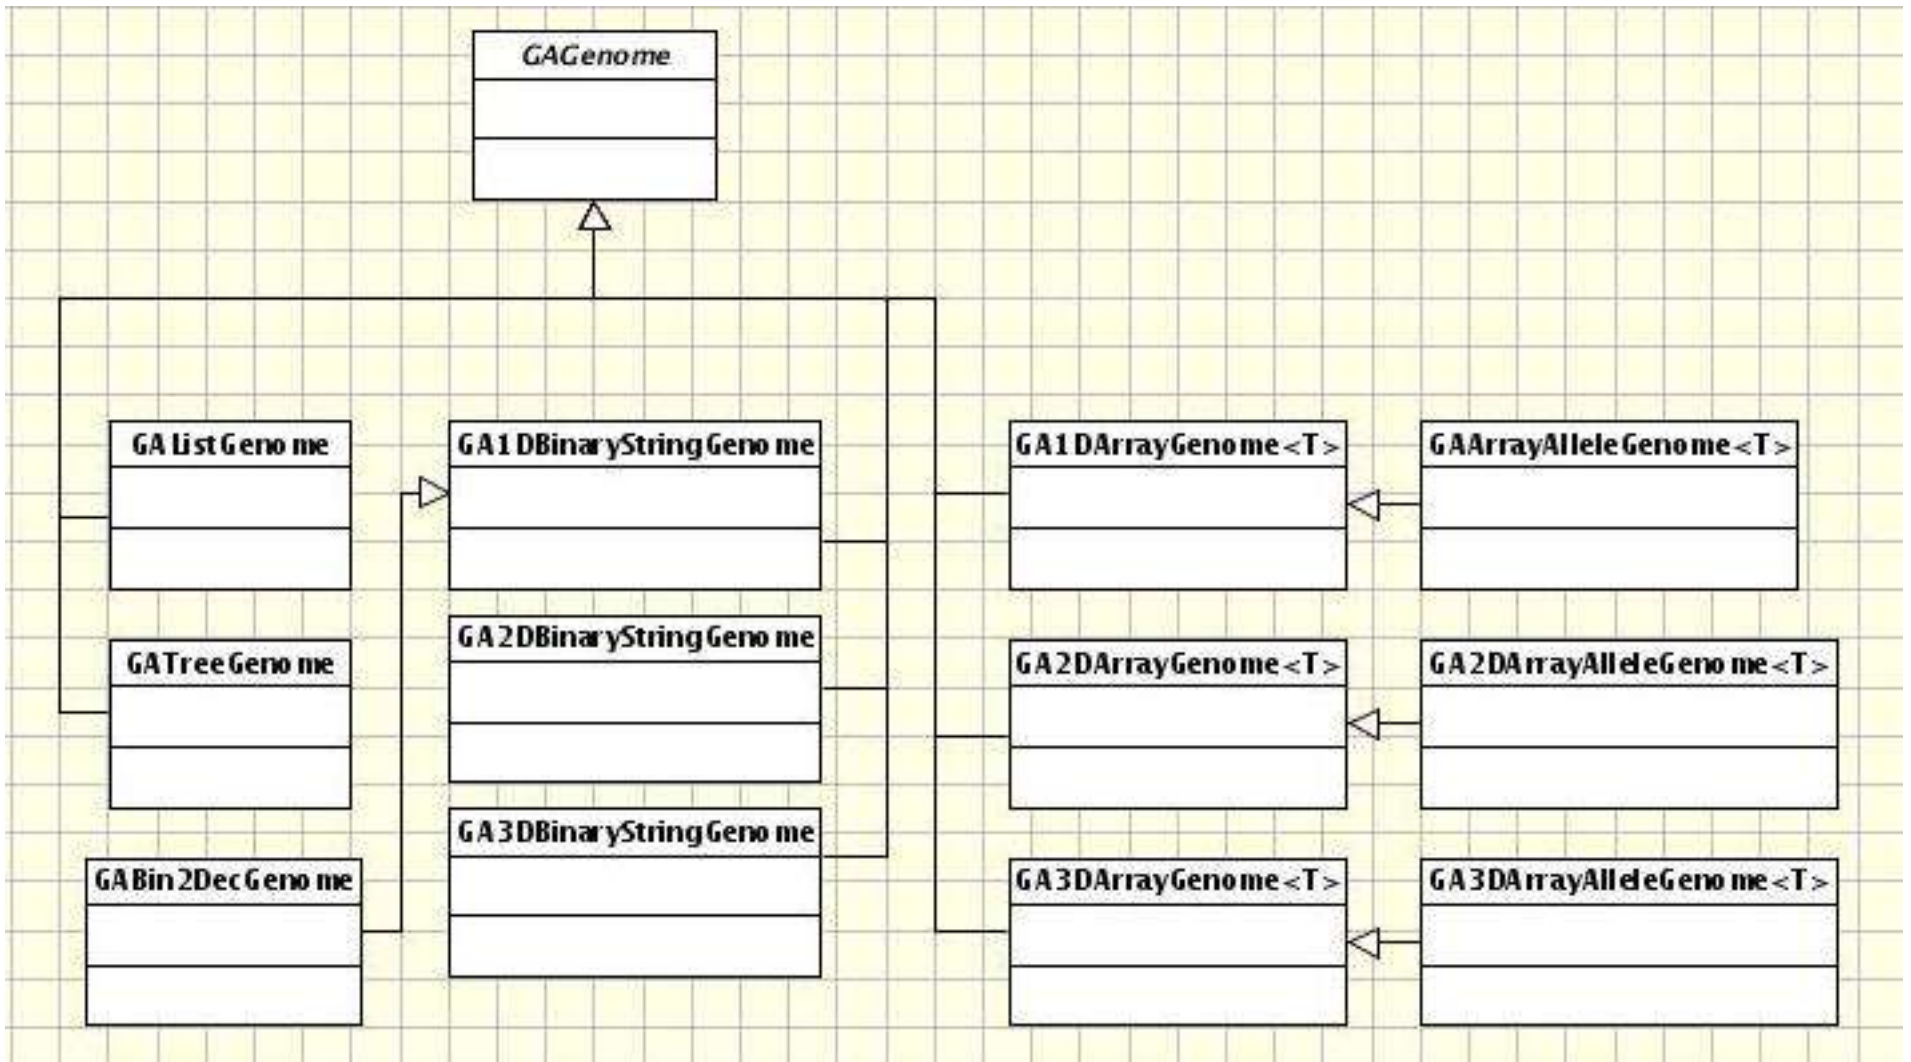 GAGenome
GAListGenome
GA1DBinaryStringGenome
GA1DArrayGenome<T>
GAArrayAlleleGenome<T>
GA2DBinaryStringGenome
GATreeGenome
GA2DArrayGenome<T>
GA2DArrayAlleleGenome<T>
GA3DBinaryStringGenome
GABin2DecGenome
GA3DArrayGenome<T>
GA3DArrayAlleleGenome<T>